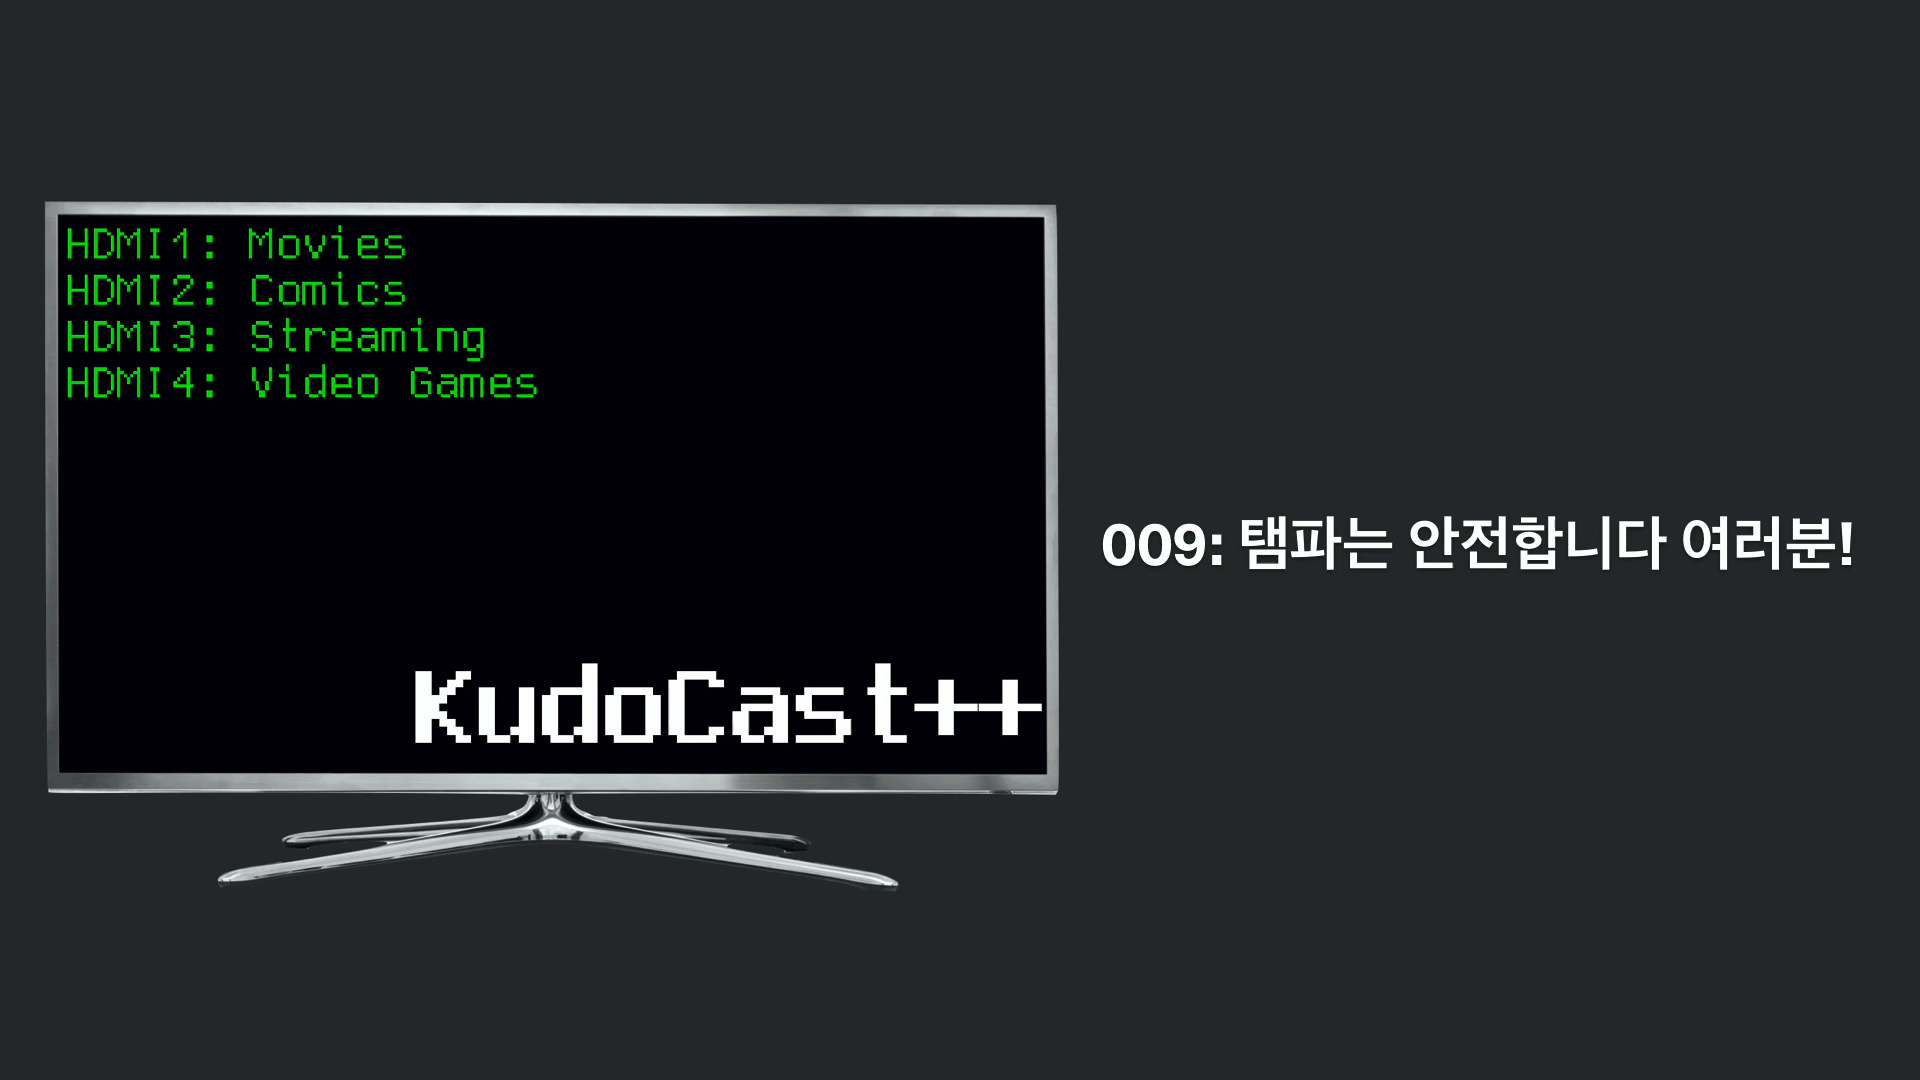 HDMI1: Movies
HDMI2: Comics
HDMI3: Streaming
HDMI4: Video Games
KudoCast++
009: 탬파는 안전합니다 여러분!